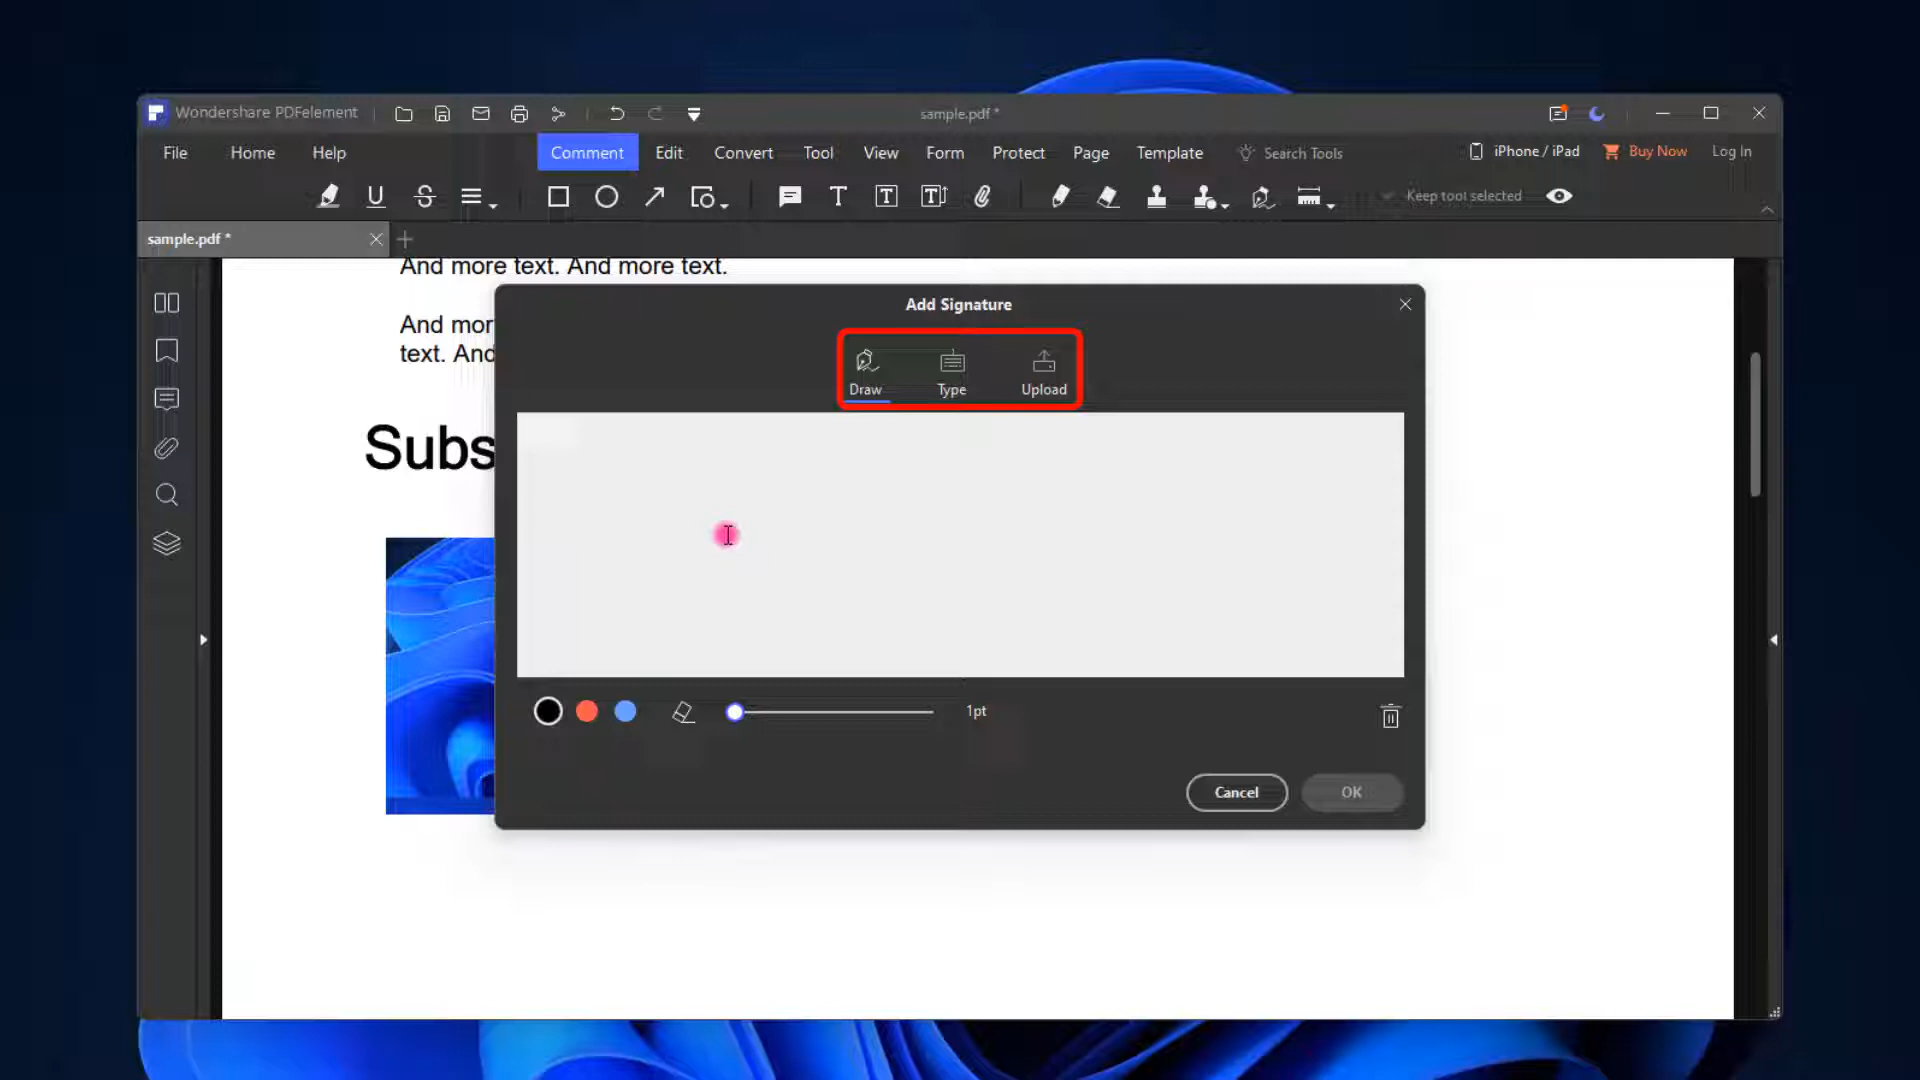 Wondershare PDFelement
sample.pdf *
File Home Help Comment Edit Convert Tool View Form Protect Page Template Search Tools iPhone / iPad Buy Now Log In
Keep tool selected
sample.pdf *
And more text. And more text.
And mor
text. And
Subs
Add Signature
Draw Type Upload
1pt
Cancel OK